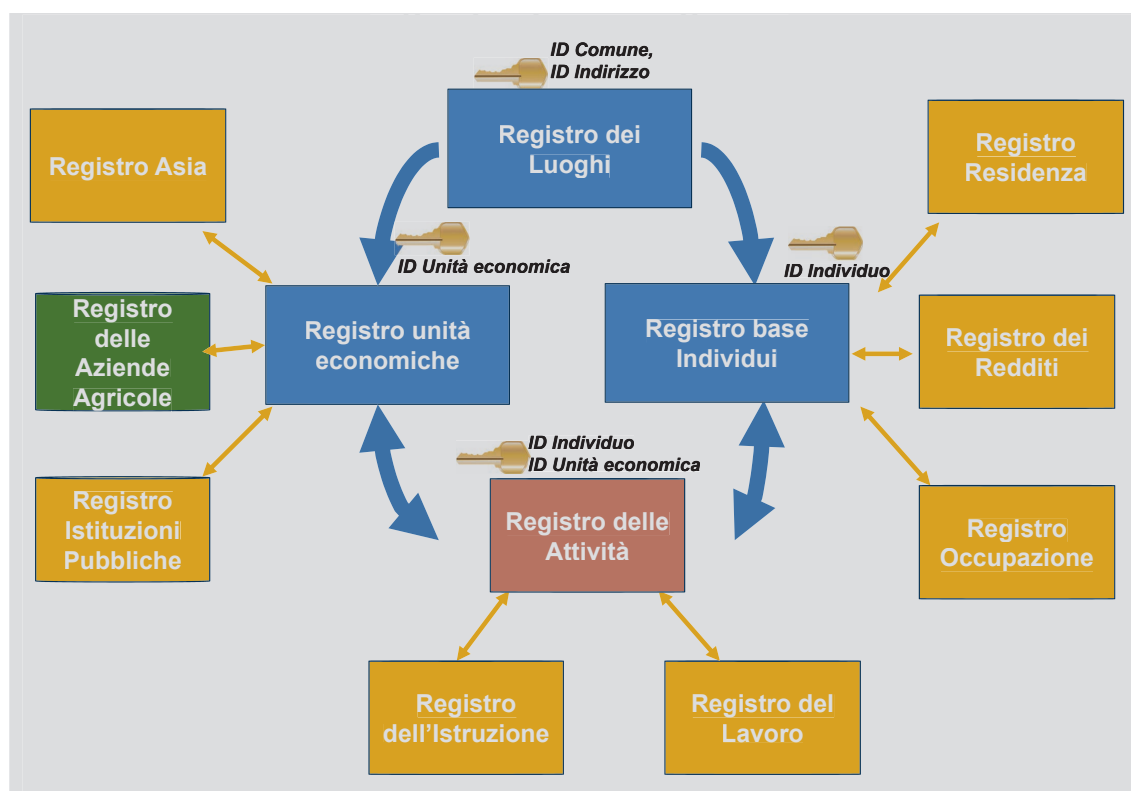 ID Comune,
ID Indirizzo
Registro dei
Luoghi
Registro Asia
Registro
Residenza
ID Unità economica
ID Individuo
Registro
delle
Aziende
Agricole
Registro unità
economiche
Registro base
Individui
Registro dei
Redditi
ID Individuo
ID Unità economica
Registro
Istituzioni
Pubbliche
Registro delle
Attività
Registro
Occupazione
Registro
dell'Istruzione
Registro del
Lavoro